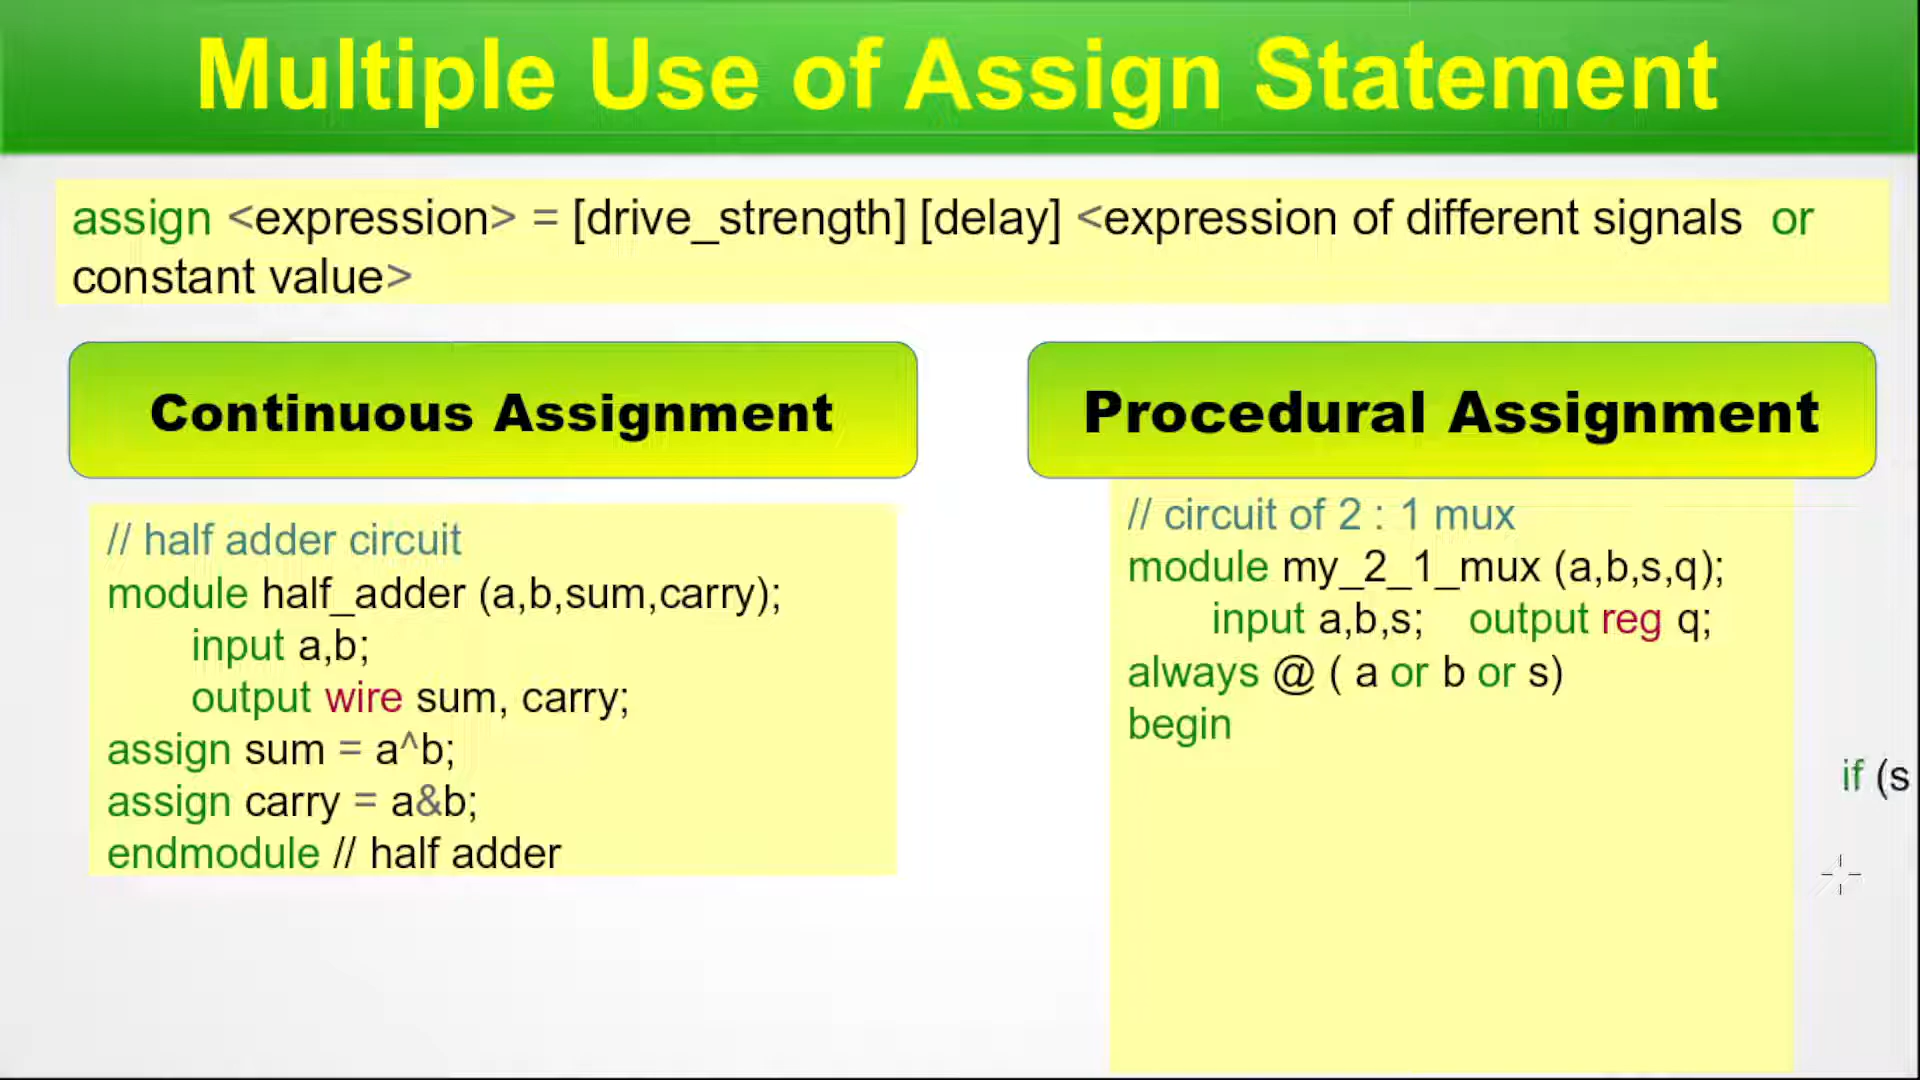 Multiple Use of Assign Statement
assign <expression> = [drive_strength] [delay] <expression of different signals or
constant value>
Continuous Assignment
// half adder circuit
module half_adder (a,b,sum,carry);
input a,b;
output wire sum, carry;
assign sum = a^b;
assign carry = a&b;
endmodule // half adder
Procedural Assignment
// circuit of 2 : 1 mux
module my_2_1_mux (a,b,s,q);
input a,b,s; output reg q;
always @ ( a or b or s)
begin
if (s